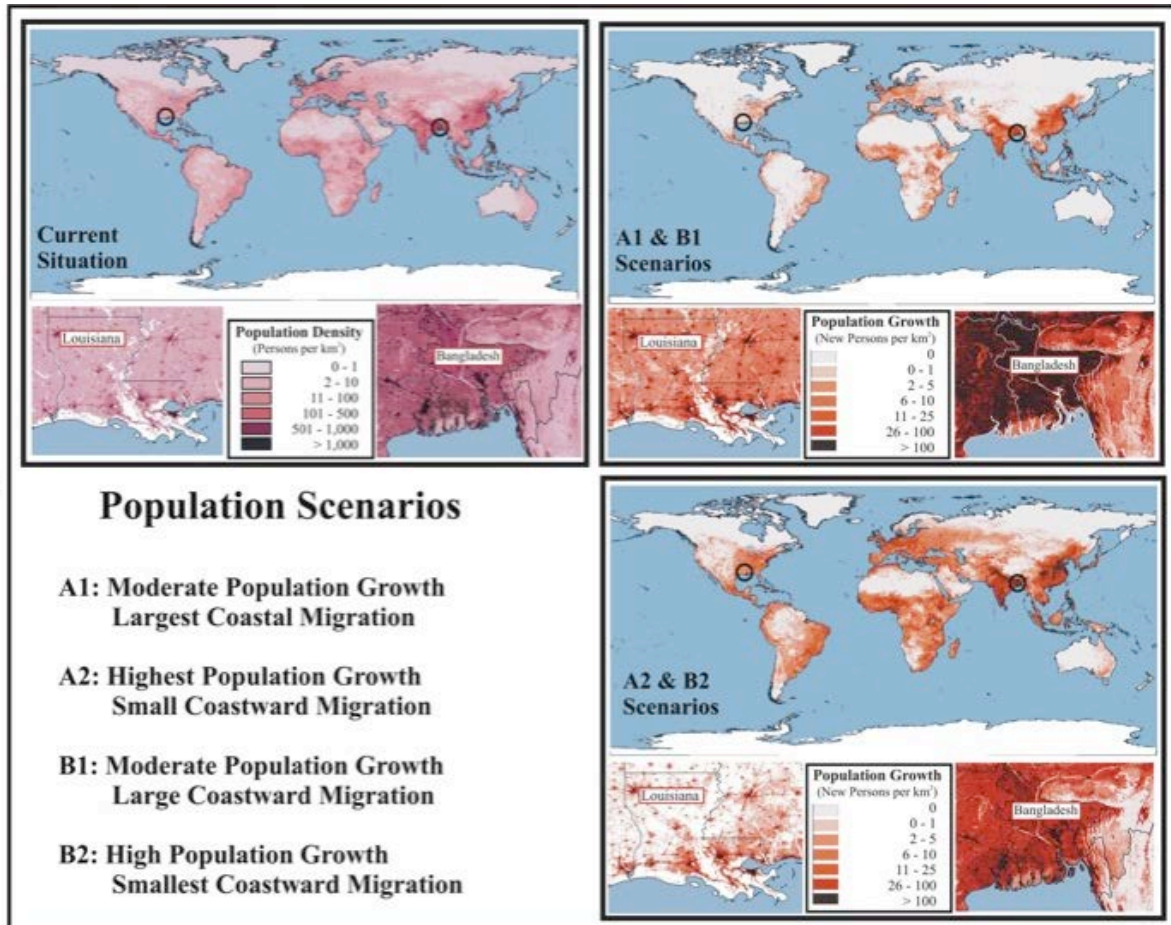 Current
Situation
Louisiana
Population Density
(Persons per km²)
0 - 1
2 - 10
11 - 100
101 - 500
501 - 1,000
> 1,000
Bangladesh
A1 & B1
Scenarios
Louisiana
Population Growth
(New Persons per km²)
0
0 - 1
2 - 5
6 - 10
11 - 25
26 - 100
> 100
Bangladesh
Population Scenarios
A1: Moderate Population Growth
Largest Coastal Migration
A2: Highest Population Growth
Small Coastward Migration
B1: Moderate Population Growth
Large Coastward Migration
B2: High Population Growth
Smallest Coastward Migration
A2 & B2
Scenarios
Louisiana
Population Growth
(New Persons per km²)
0
0 - 1
2 - 5
6 - 10
11 - 25
26 - 100
> 100
Bangladesh